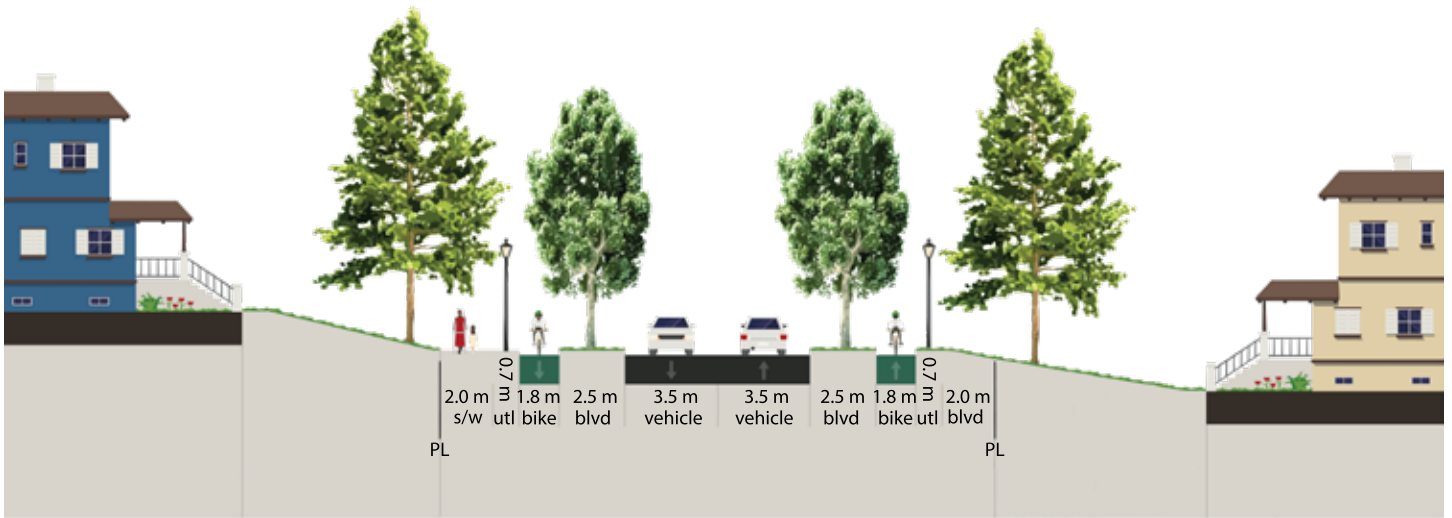 2.0 m
s/w
0.7 m
utl
1.8 m
bike
2.5 m
blvd
3.5 m
vehicle
3.5 m
vehicle
2.5 m
blvd
1.8 m
bike
0.7 m
utl
2.0 m
blvd
PL
PL